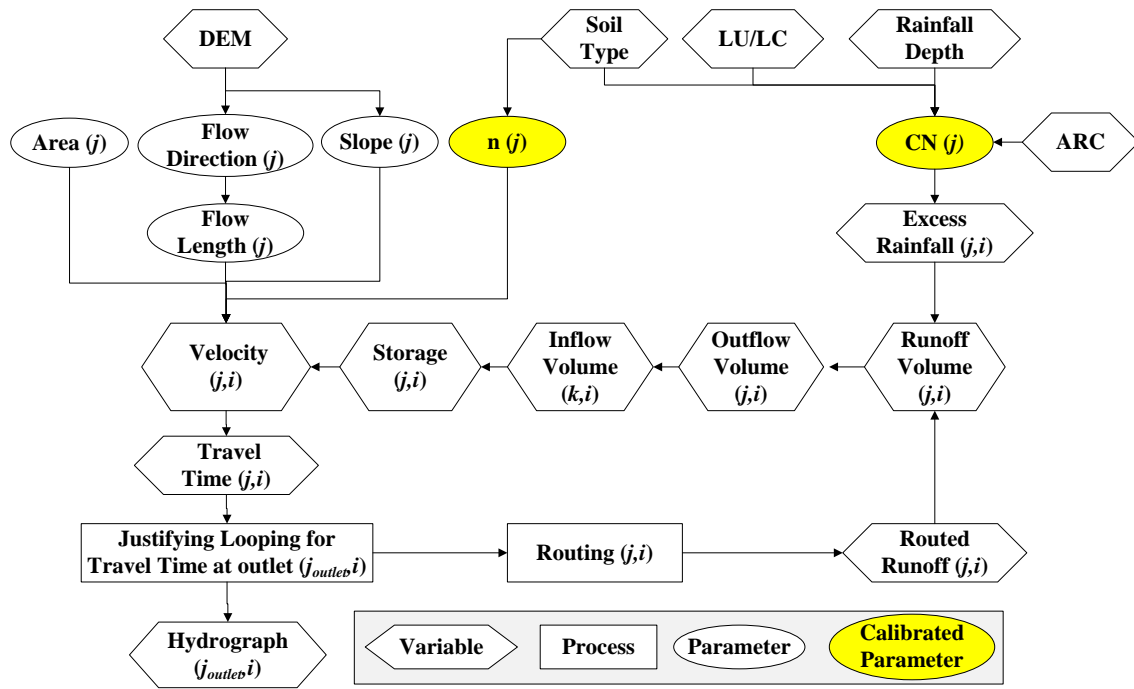 DEM
Soil
Type
LU/LC
Rainfall
Depth
Area (j)
Flow
Direction (j)
Slope (j)
n (j)
CN (j)
ARC
Flow
Length (j)
Excess
Rainfall (j,i)
Velocity
(j,i)
Storage
(j,i)
Inflow
Volume
(k,i)
Outflow
Volume
(j,i)
Runoff
Volume
(j,i)
Travel
Time (j,i)
Justifying Looping for
Travel Time at outlet (joutlet,i)
Routing (j,i)
Routed
Runoff (j,i)
Hydrograph
(joutlet,i)
Variable
Process
Parameter
Calibrated
Parameter